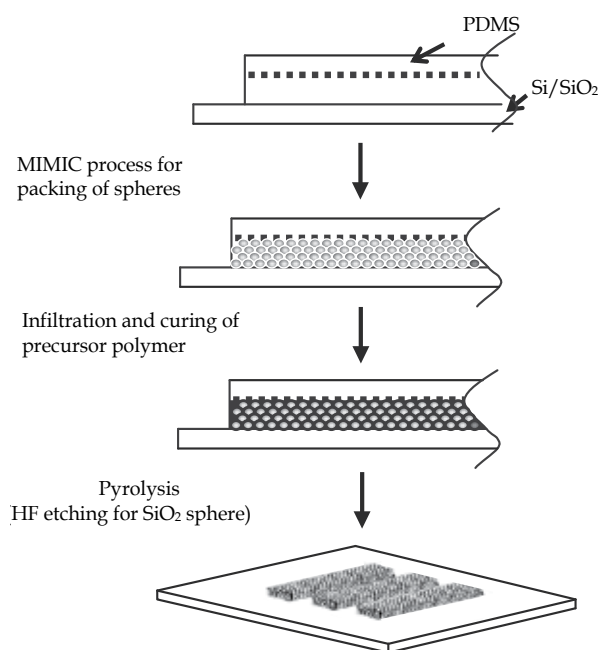 PDMS
Si/SiO₂
MIMIC process for
packing of spheres
Infiltration and curing of
precursor polymer
Pyrolysis
(HF etching for SiO₂ sphere)